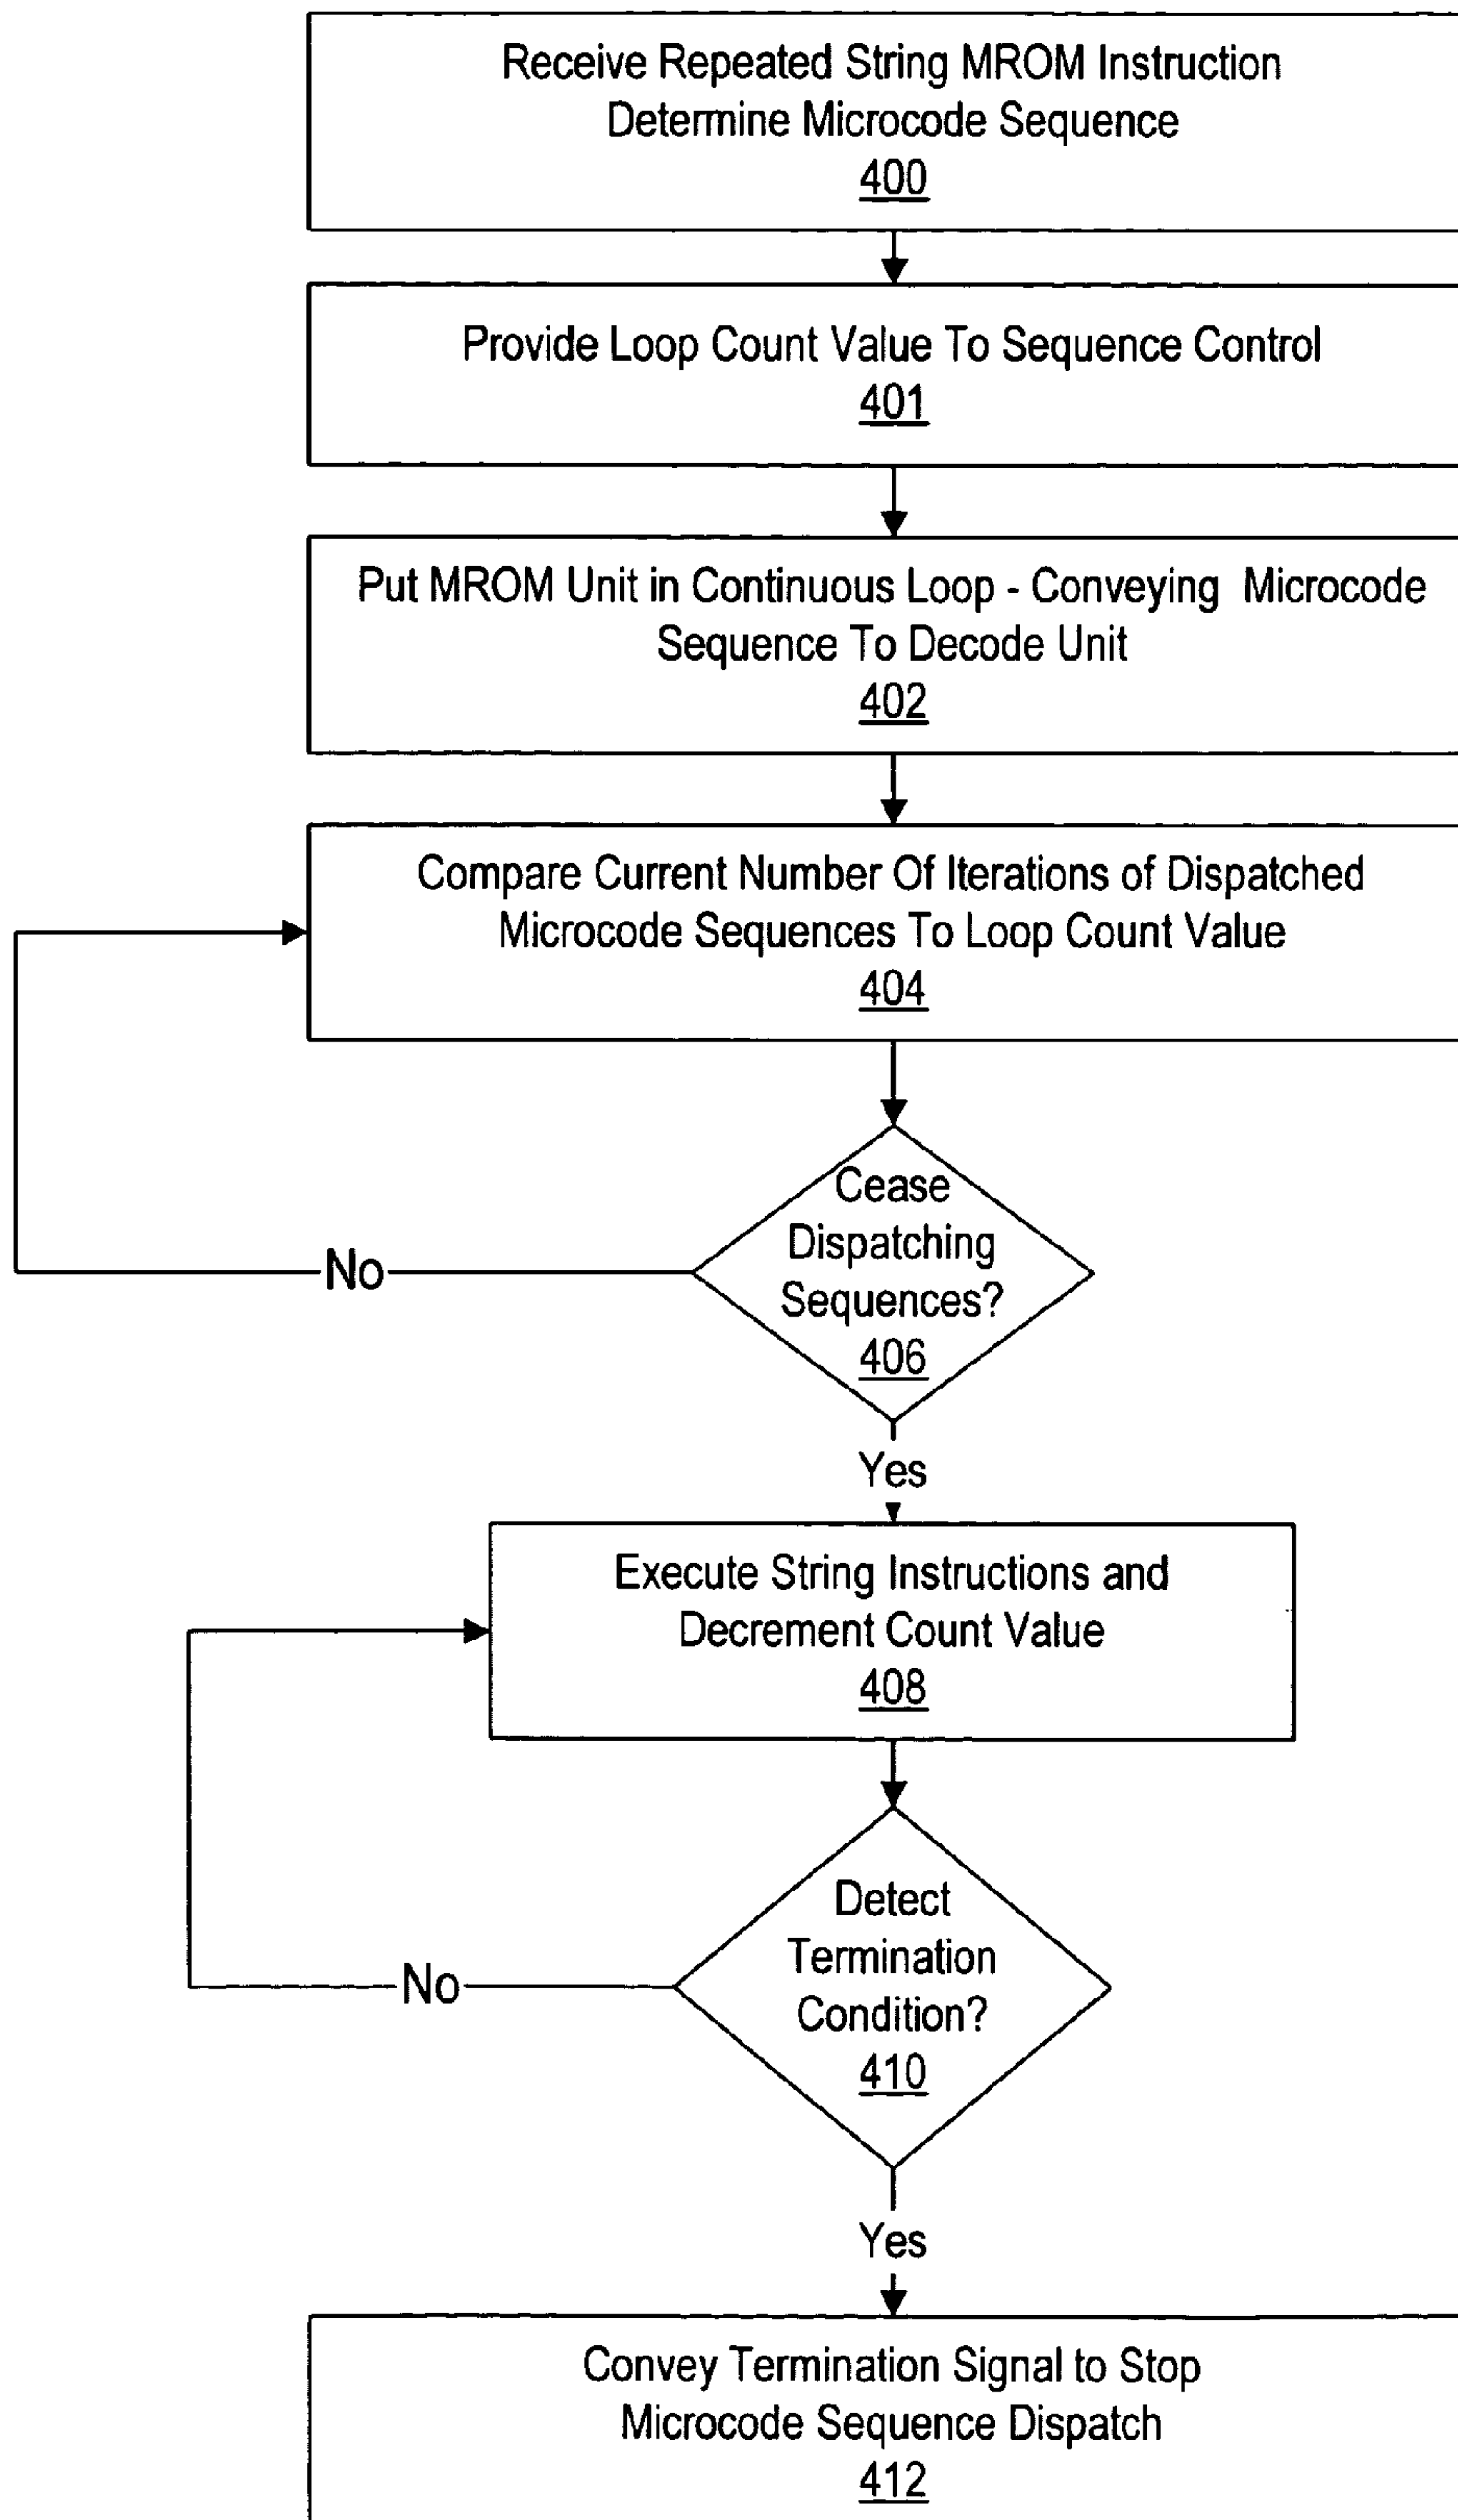 Receive Repeated String MROM Instruction
Determine Microcode Sequence
400
Provide Loop Count Value To Sequence Control
401
Put MROM Unit in Continuous Loop - Conveying Microcode
Sequence To Decode Unit
402
Compare Current Number Of Iterations of Dispatched
Microcode Sequences To Loop Count Value
404
Cease
Dispatching
Sequences?
406
No
Yes
Execute String Instructions and
Decrement Count Value
408
Detect
Termination
Condition?
410
No
Yes
Convey Termination Signal to Stop
Microcode Sequence Dispatch
412